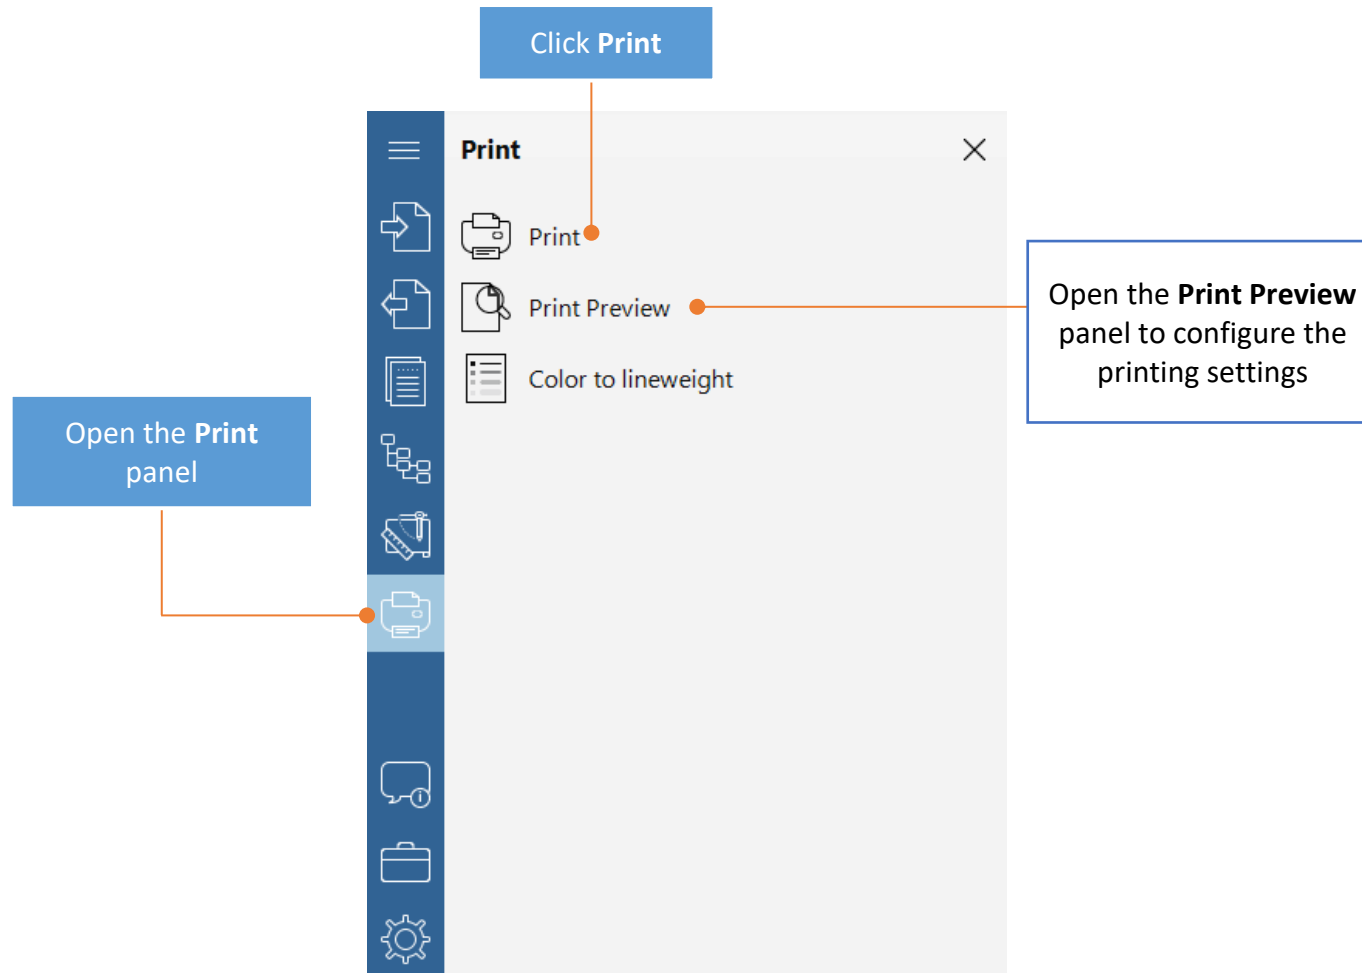 Click Print
Print
Print
Open the Print Preview
panel to configure the
printing settings
Print Preview
Color to lineweight
Open the Print
panel